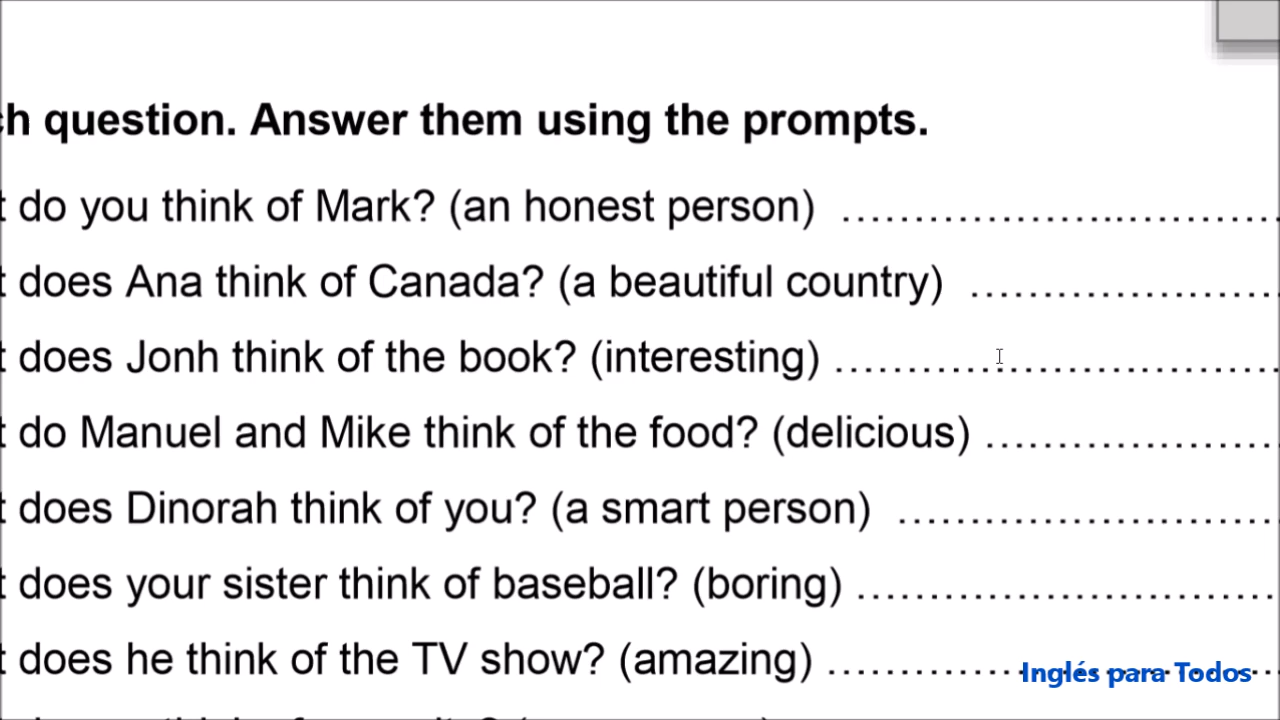 h question. Answer them using the prompts.
t do you think of Mark? (an honest person) ……………….………
t does Ana think of Canada? (a beautiful country) …………………
t does Jonh think of the book? (interesting) …………………………
t do Manuel and Mike think of the food? (delicious) ………………
t does Dinorah think of you? (a smart person) ……………………
t does your sister think of baseball? (boring) ………………………
t does he think of the TV show? (amazing) …………………………
Inglés para Todos